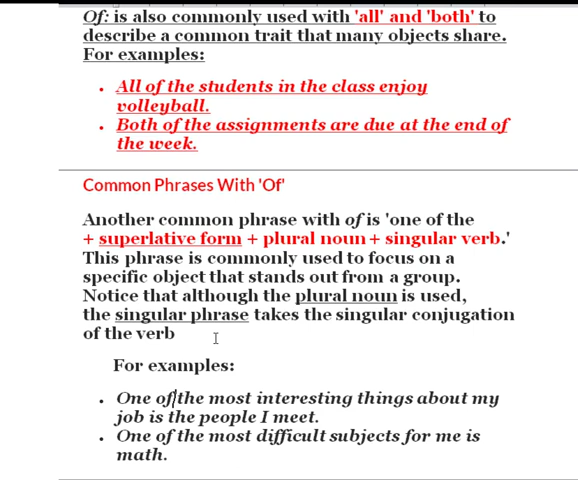 Of: is also commonly used with 'all' and 'both' to
describe a common trait that many objects share.
For examples:
• All of the students in the class enjoy
volleyball.
• Both of the assignments are due at the end of
the week.
Common Phrases With 'Of'
Another common phrase with of is 'one of the
+ superlative form + plural noun + singular verb.'
This phrase is commonly used to focus on a
specific object that stands out from a group.
Notice that although the plural noun is used,
the singular phrase takes the singular conjugation
of the verb
For examples:
• One of the most interesting things about my
job is the people I meet.
• One of the most difficult subjects for me is
math.